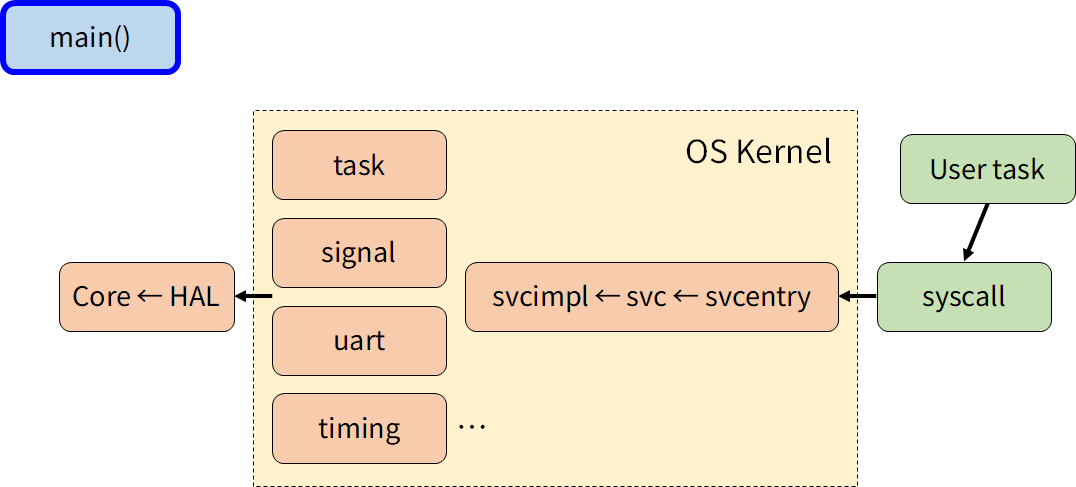 main()
OS Kernel
task
User task
signal
Core ← HAL
svcimpl ← svc ← svcentry
syscall
uart
timing
…